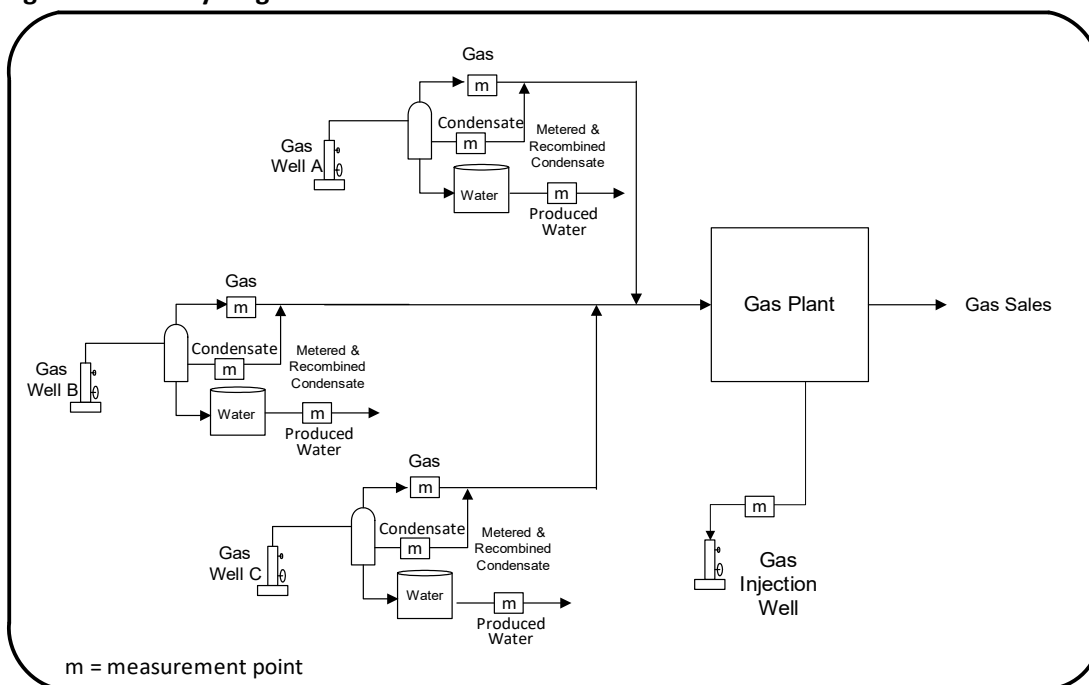 Gas
m
Condensate
m
Metered &
Recombined
Condensate
Gas
Well A
Water
m
Produced
Water
Gas
m
Condensate
m
Metered &
Recombined
Condensate
Gas
Well B
Water
m
Produced
Water
Gas Plant
Gas Sales
Gas
m
Condensate
m
Metered &
Recombined
Condensate
Gas
Well C
Water
m
Produced
Water
m
Gas
Injection
Well
m = measurement point